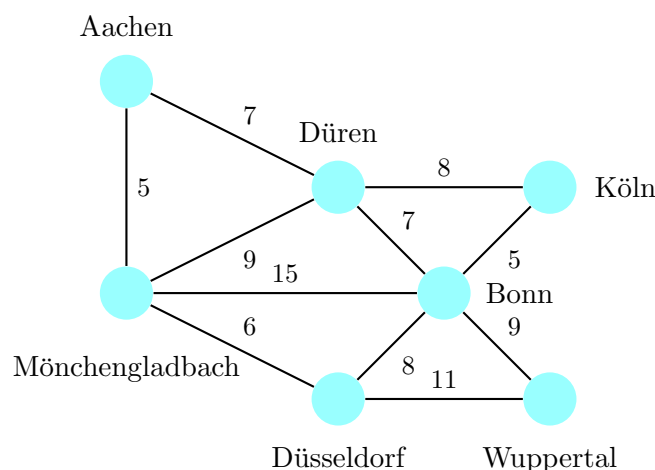 Aachen
7
Düren
8
5
Köln
7
9
5
15
Bonn
6
9
Mönchengladbach
8
11
Düsseldorf
Wuppertal